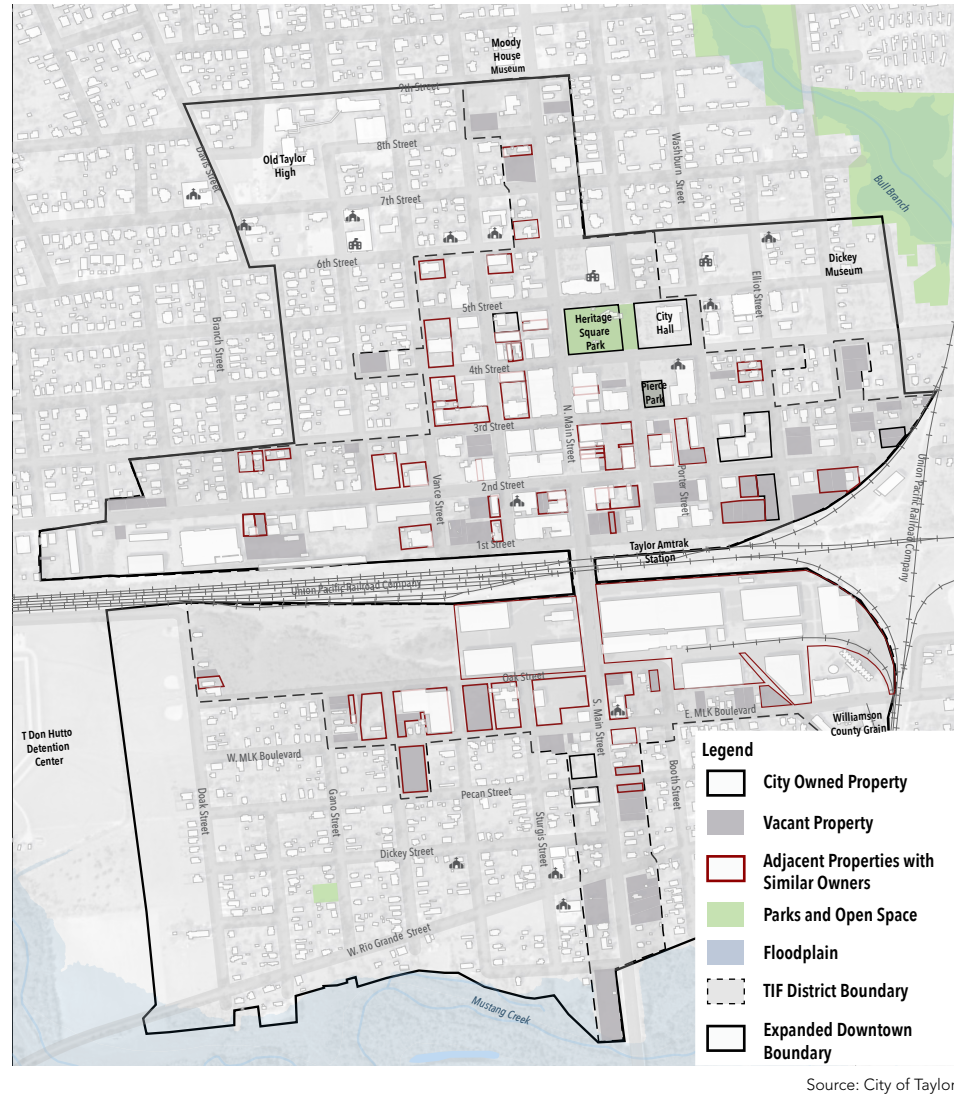 Moody
House
Museum
9th Street
8th Street
Old Taylor
High
Davis Street
Washburn Street
Bull Branch
7th Street
6th Street
Dickey
Museum
Elliot Street
5th Street
Heritage
Square
Park
City
Hall
Branch Street
4th Street
Pierce
Park
N. Main Street
3rd Street
Vance Street
2nd Street
Porter Street
Union Pacific Railroad Company
1st Street
Taylor Amtrak
Station
Union Pacific Railroad Company
Oak Street
S. Main Street
E. MLK Boulevard
Williamson
County Grain
T Don Hutto
Detention
Center
W. MLK Boulevard
Doak Street
Gano Street
Pecan Street
Sturgis Street
Booth Street
Dickey Street
W. Rio Grande Street
Mustang Creek
Legend
City Owned Property
Vacant Property
Adjacent Properties with
Similar Owners
Parks and Open Space
Floodplain
TIF District Boundary
Expanded Downtown
Boundary
Source: City of Taylor